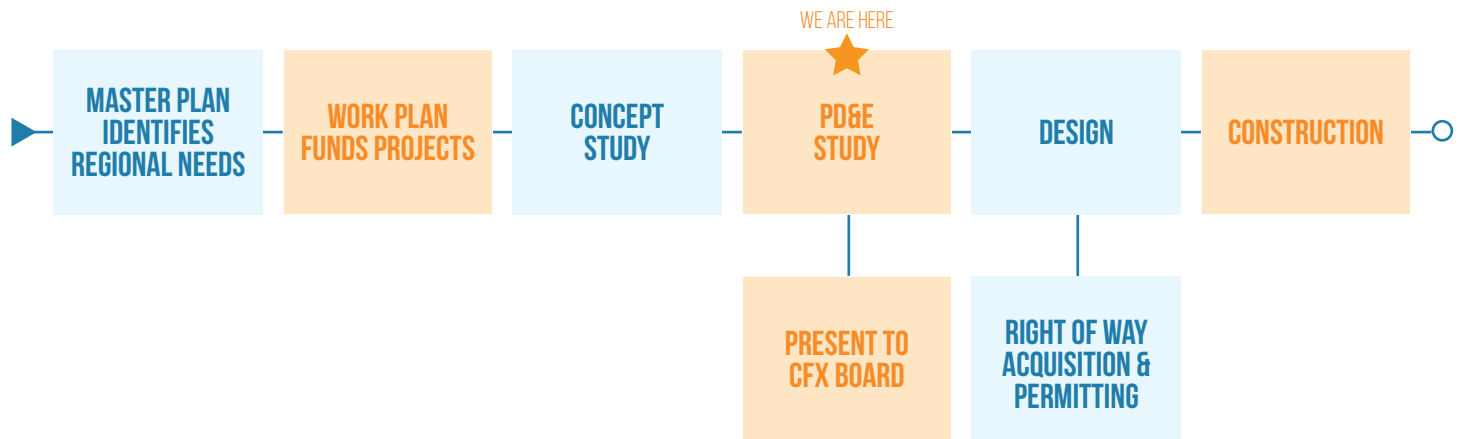 WE ARE HERE
MASTER PLAN
IDENTIFIES
REGIONAL NEEDS
WORK PLAN
FUNDS PROJECTS
CONCEPT
STUDY
PD&E
STUDY
DESIGN
CONSTRUCTION
PRESENT TO
CFX BOARD
RIGHT OF WAY
ACQUISITION &
PERMITTING